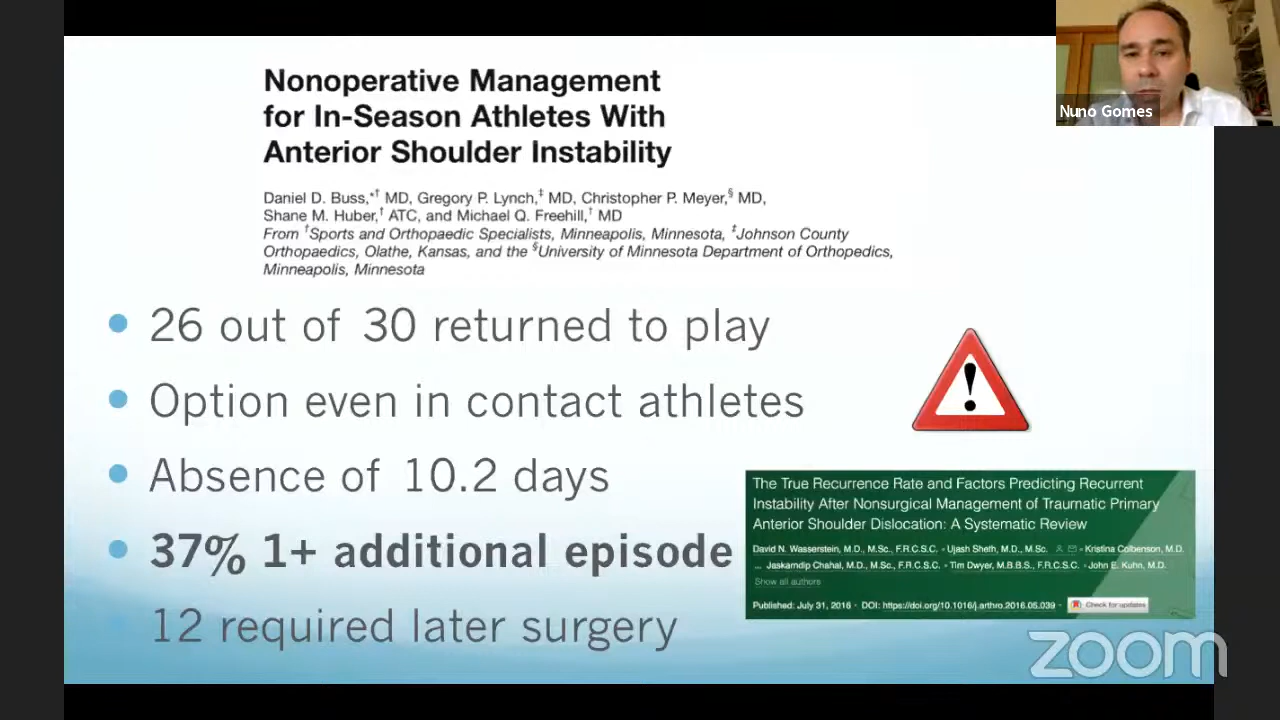 Nonoperative Management
for In-Season Athletes With
Anterior Shoulder Instability
Nuno Gomes
Daniel D. Buss,*† MD, Gregory P. Lynch,‡ MD, Christopher P. Meyer,§ MD,
Shane M. Huber,† ATC, and Michael Q. Freehill,† MD
From †Sports and Orthopaedic Specialists, Minneapolis, Minnesota, ‡Johnson County
Orthopaedics, Olathe, Kansas, and the §University of Minnesota Department of Orthopedics,
Minneapolis, Minnesota
• 26 out of 30 returned to play
• Option even in contact athletes
• Absence of 10.2 days
• 37% 1+ additional episode
12 required later surgery
!
The True Recurrence Rate and Factors Predicting Recurrent
Instability After Nonsurgical Management of Traumatic Primary
Anterior Shoulder Dislocation: A Systematic Review
David N. Wasserstein, M.D., M.Sc., F.R.C.S.C. • Ujash Sheth, M.D., M.Sc. • Kristina Colbenson, M.D.
... Jaskarndip Chahal, M.D., M.Sc., F.R.C.S.C. • Tim Dwyer, M.B.B.S., F.R.C.S.C. • John E. Kuhn, M.D.
Show all authors
Published: July 31, 2016 • DOI: https://doi.org/10.1016/j.arthro.2016.05.039 • Check for updates
zoom